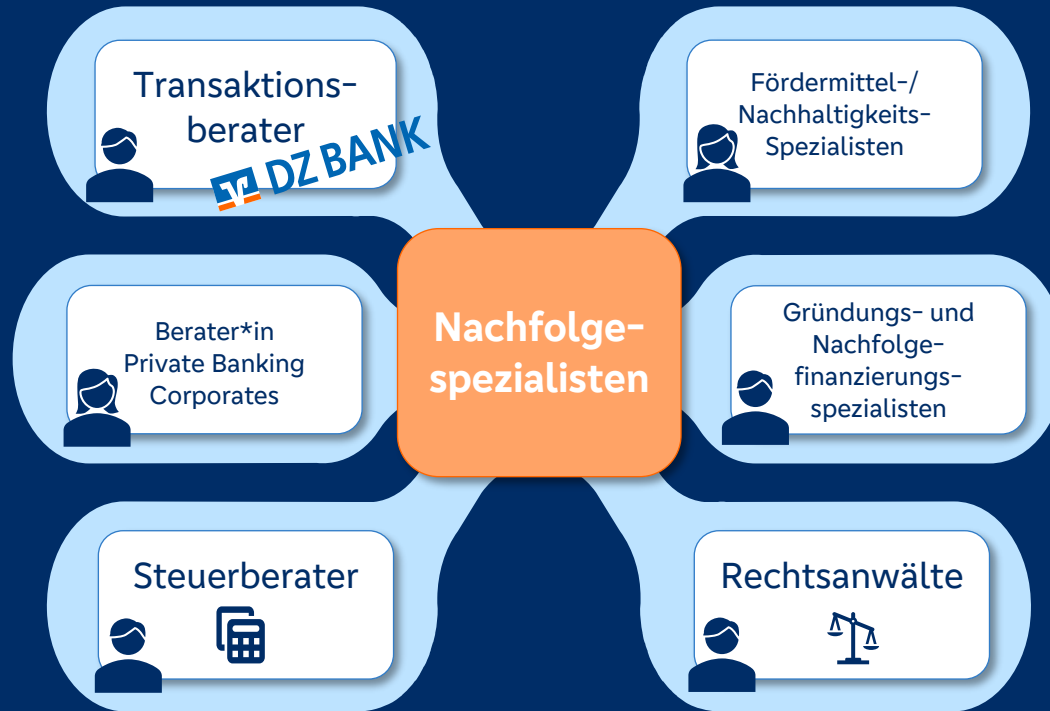 Transaktions-
berater
DZ BANK
Fördermittel-/
Nachhaltigkeits-
Spezialisten
Berater*in
Private Banking
Corporates
Nachfolge-
spezialisten
Gründungs- und
Nachfolge-
finanzierungs-
spezialisten
Steuerberater
Rechtsanwälte